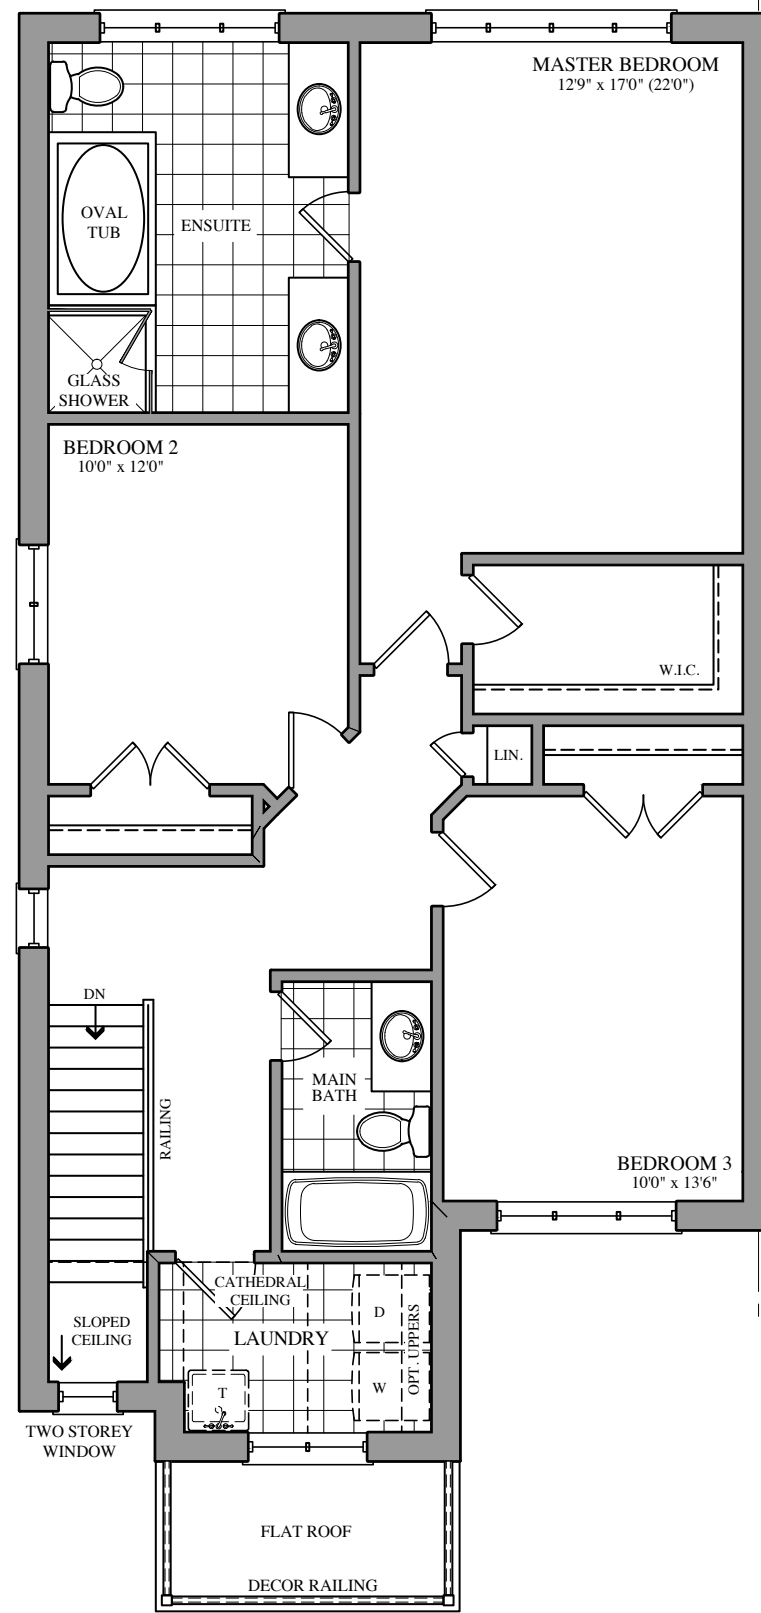 MASTER BEDROOM
12'9" x 17'0" (22'0")
OVAL
TUB
ENSUITE
GLASS
SHOWER
BEDROOM 2
10'0" x 12'0"
W.I.C.
LIN.
DN
RAILING
MAIN
BATH
BEDROOM 3
10'0" x 13'6"
CATHEDRAL
CEILING
SLOPED
CEILING
LAUNDRY
D
OPT. UPPERS
W
T
TWO STOREY
WINDOW
FLAT ROOF
DECOR RAILING